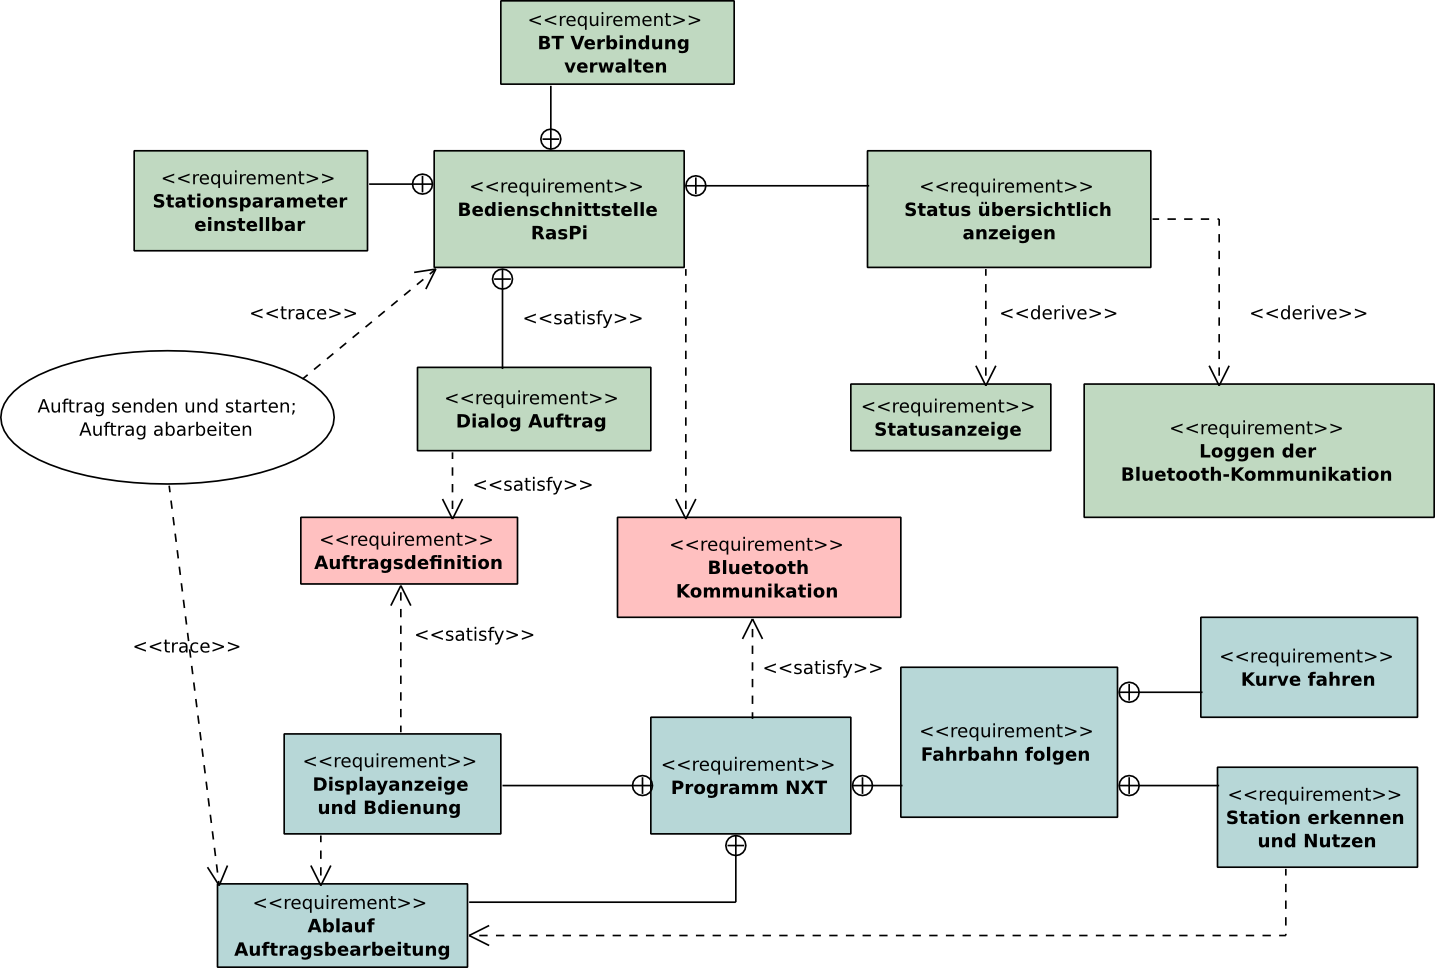 <<requirement>>
BT Verbindung
verwalten
<<requirement>>
Stationsparameter
einstellbar
<<requirement>>
Bedienschnittstelle
RasPi
<<requirement>>
Status übersichtlich
anzeigen
<<trace>>
<<satisfy>>
<<derive>>
<<derive>>
Auftrag senden und starten;
Auftrag abarbeiten
<<requirement>>
Dialog Auftrag
<<requirement>>
Statusanzeige
<<requirement>>
Loggen der
Bluetooth-Kommunikation
<<satisfy>>
<<requirement>>
Auftragsdefinition
<<requirement>>
Bluetooth
Kommunikation
<<trace>>
<<satisfy>>
<<satisfy>>
<<requirement>>
Kurve fahren
<<requirement>>
Fahrbahn folgen
<<requirement>>
Displayanzeige
und Bdienung
<<requirement>>
Programm NXT
<<requirement>>
Station erkennen
und Nutzen
<<requirement>>
Ablauf
Auftragsbearbeitung